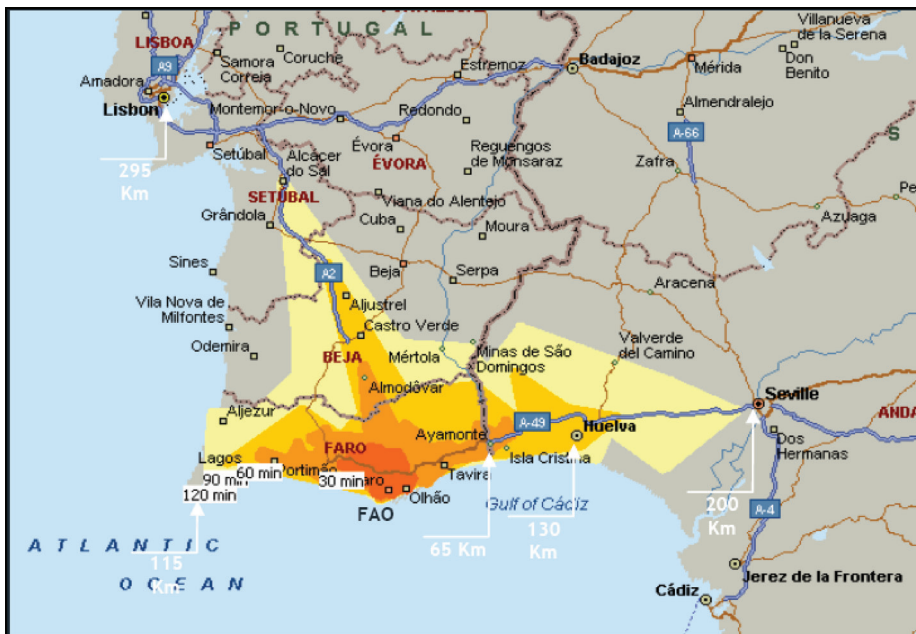 PORTUGAL
Villanueva
de la Serena
LISBOA
Samora
Correia
Coruche
Don
Benito
A9
Estremoz
Badajoz
Mérida
Amadora
Lisbon
Montemor-o-Novo
Redondo
Almendralejo
A-66
S
Setúbal
Évora
ÉVORA
Reguengos
de Monsaraz
Zafra
295
Km
Alcácer
do Sal
SETÚBAL
Viana do Alentejo
Azuaga
Grândola
Cuba
Moura
Sines
A2
Beja
Serpa
Aracena
Vila Nova de
Milfontes
Aljustrel
Castro Verde
Odemira
BEJA
Mértola
Minas de São
Domingos
Valverde
del Camino
Almodôvar
Seville
Aljezur
A-49
ANDA
Ayamonte
Huelva
Dos
Hermanas
Lagos
FARO
Isla Cristina
90 min
60 min
Portimão
30 min
Tavira
120 min
Olhão
FAO
Gulf of Cádiz
200
Km
A-4
65 Km
130
Km
ATLANTIC
OCEAN
115
Km
Jerez de la Frontera
Cádiz